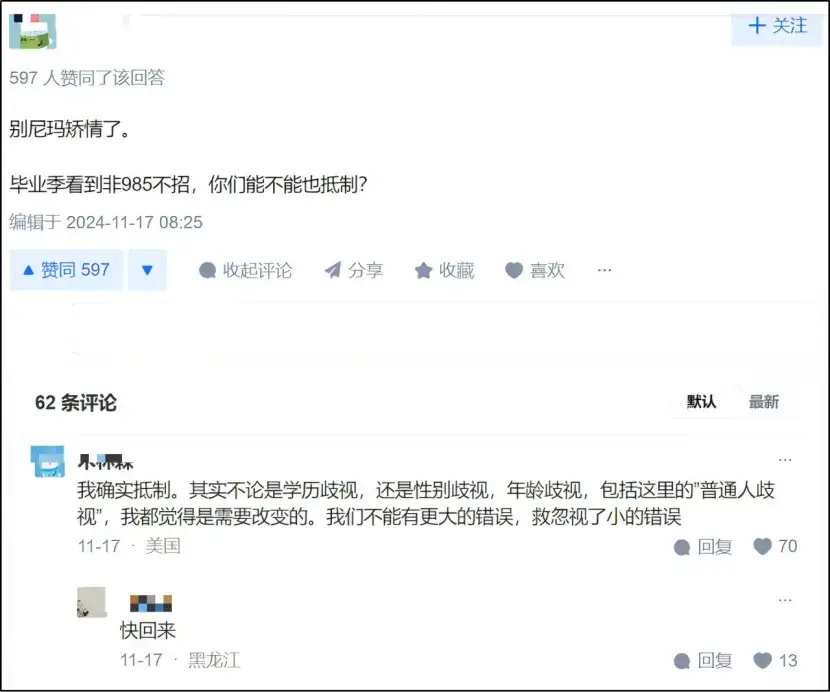 关注
597 人赞同了该回答
别尼玛矫情了。
毕业季看到非985不招，你们能不能也抵制？
编辑于 2024-11-17 08:25
赞同 597
收起评论
分享
收藏
喜欢
62 条评论
默认
最新
我确实抵制。其实不论是学历歧视，还是性别歧视，年龄歧视，包括这里的”普通人歧
视”，我都觉得是需要改变的。我们不能有更大的错误，救忽视了小的错误
11-17 · 美国
回复
70
快回来
11-17 · 黑龙江
回复
13